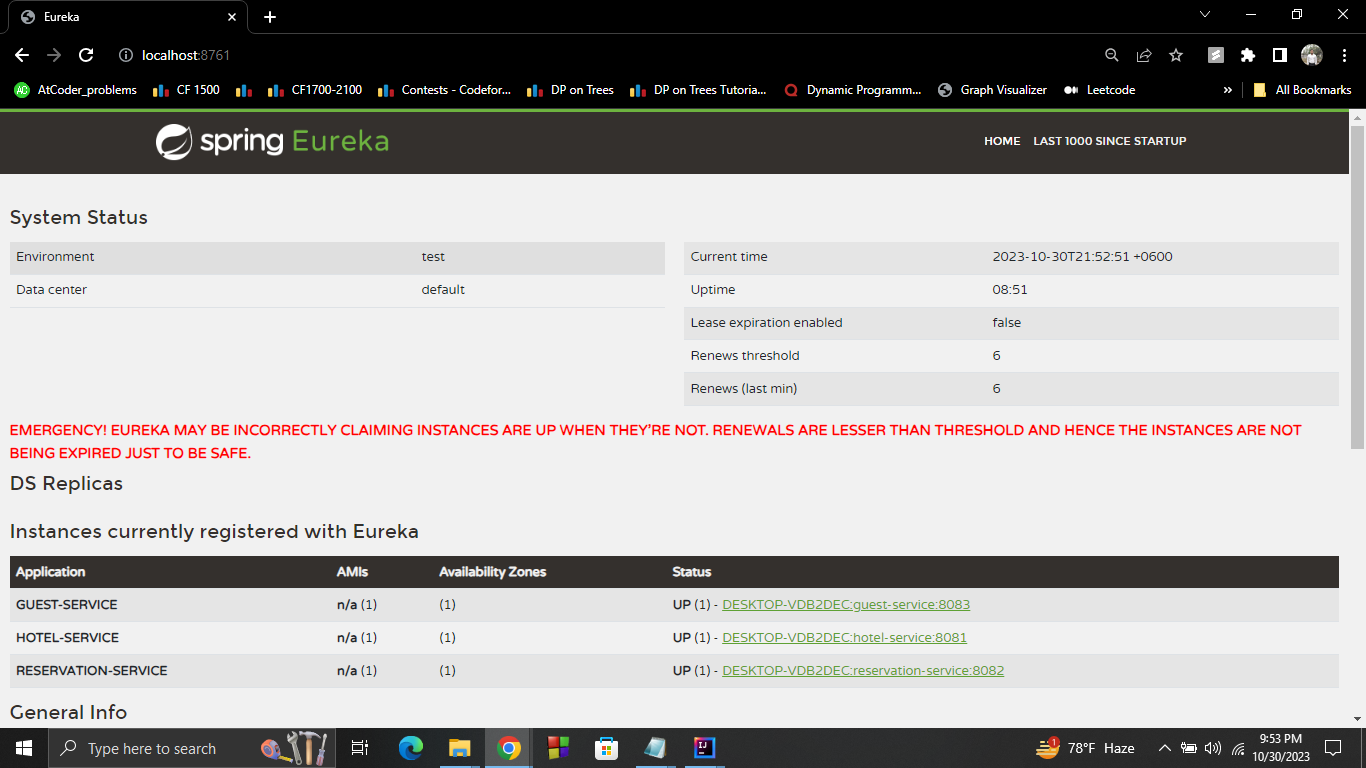 Eureka
localhost:8761
AtCoder_problems
CF 1500
CF1700-2100
Contests - Codefor...
DP on Trees
DP on Trees Tutoria...
Dynamic Programm...
Graph Visualizer
Leetcode
»
All Bookmarks
spring Eureka
HOME LAST 1000 SINCE STARTUP
System Status
Environment test
Data center default
Current time 2023-10-30T21:52:51 +0600
Uptime 08:51
Lease expiration enabled false
Renews threshold 6
Renews (last min) 6
EMERGENCY! EUREKA MAY BE INCORRECTLY CLAIMING INSTANCES ARE UP WHEN THEY'RE NOT. RENEWALS ARE LESSER THAN THRESHOLD AND HENCE THE INSTANCES ARE NOT
BEING EXPIRED JUST TO BE SAFE.
DS Replicas
Instances currently registered with Eureka
Application AMIs Availability Zones Status
GUEST-SERVICE n/a (1) (1) UP (1) - DESKTOP-VDB2DEC:guest-service:8083
HOTEL-SERVICE n/a (1) (1) UP (1) - DESKTOP-VDB2DEC:hotel-service:8081
RESERVATION-SERVICE n/a (1) (1) UP (1) - DESKTOP-VDB2DEC:reservation-service:8082
General Info
Type here to search
1
78°F Haze
9:53 PM
10/30/2023